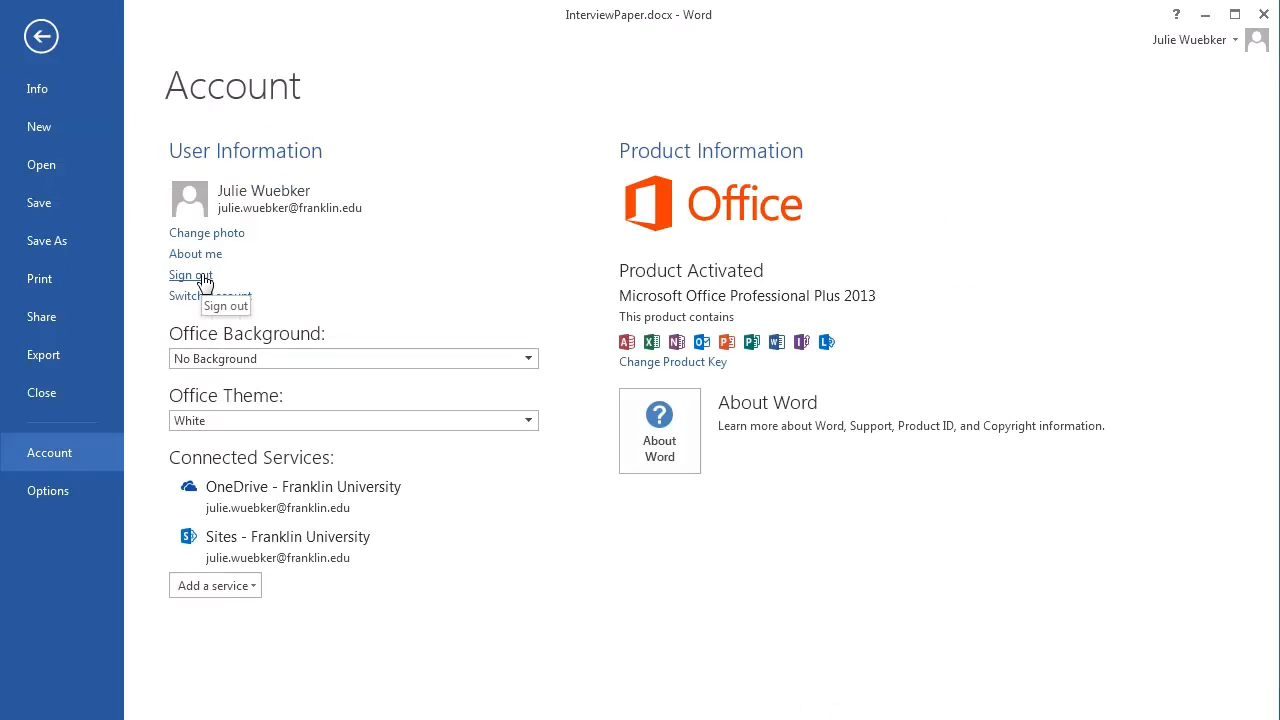 InterviewPaper.docx - Word
?
Julie Wuebker
Info
New
Open
Save
Save As
Print
Share
Export
Close
Account
Options
Account
User Information
Julie Wuebker
julie.wuebker@franklin.edu
Change photo
About me
Sign out
Switch account
Sign out
Office Background:
No Background
Office Theme:
White
Connected Services:
OneDrive - Franklin University
julie.wuebker@franklin.edu
Sites - Franklin University
julie.wuebker@franklin.edu
Add a service
Product Information
Office
Product Activated
Microsoft Office Professional Plus 2013
This product contains
Change Product Key
?
About
Word
About Word
Learn more about Word, Support, Product ID, and Copyright information.